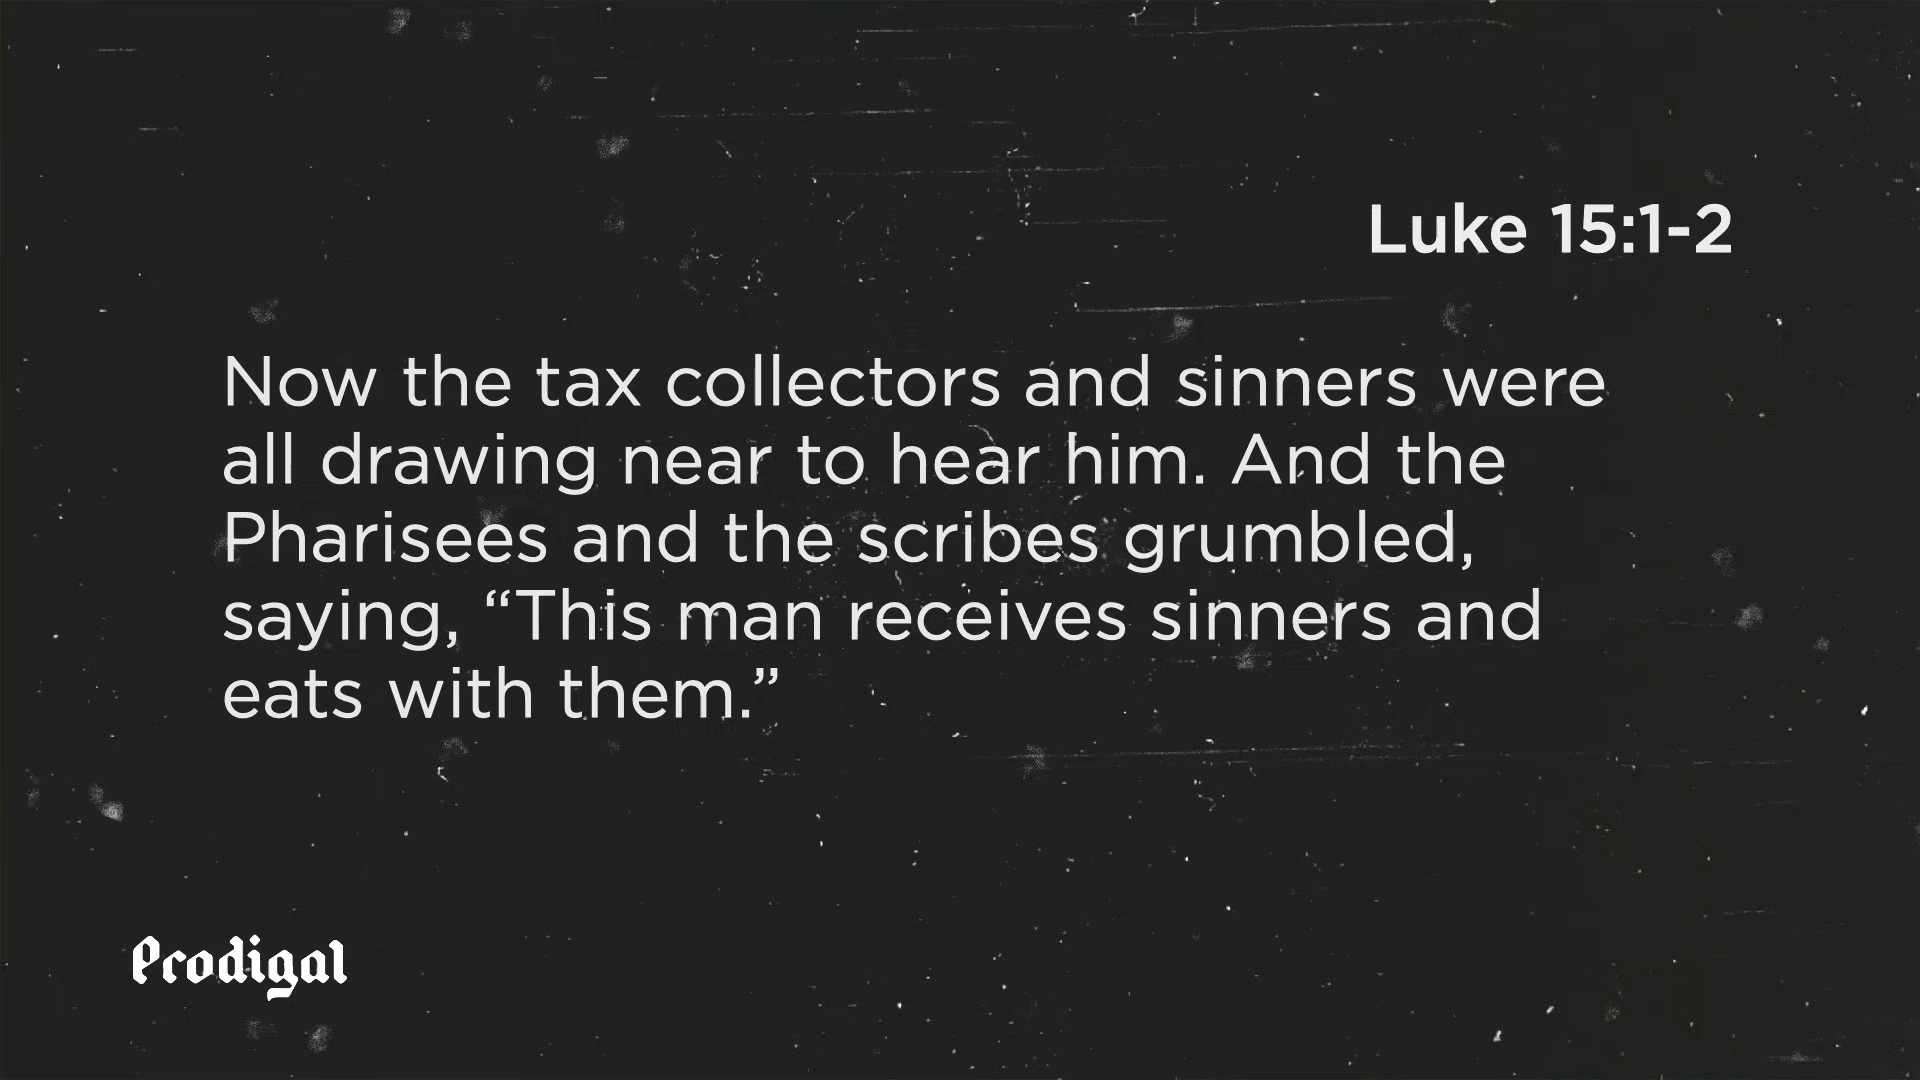 Luke 15:1-2
Now the tax collectors and sinners were
all drawing near to hear him. And the
Pharisees and the scribes grumbled,
saying, “This man receives sinners and
eats with them.”
Prodigal